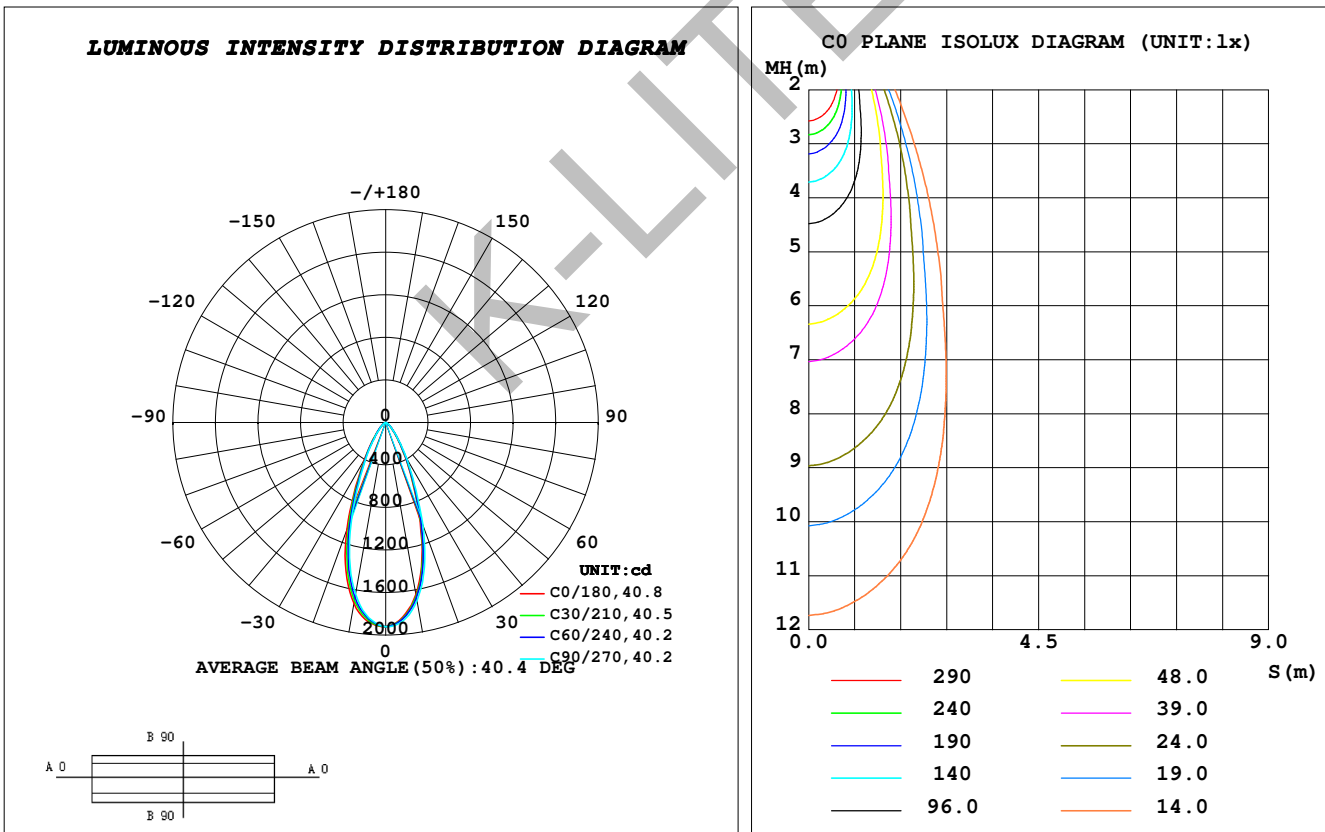 LUMINOUS INTENSITY DISTRIBUTION DIAGRAM
-/+180
-150
150
-120
120
-90
90
-60
60
-30
30
0
0
400
800
1200
1600
2000
UNIT:cd
C0/180,40.8
C30/210,40.5
C60/240,40.2
C90/270,40.2
AVERAGE BEAM ANGLE(50%):40.4 DEG
B 90
A 0
A 0
B 90
K-LITE
C0 PLANE ISOLUX DIAGRAM (UNIT:lx)
MH(m)
2
3
4
5
6
7
8
9
10
11
12
0.0
4.5
9.0
S(m)
290
48.0
240
39.0
190
24.0
140
19.0
96.0
14.0